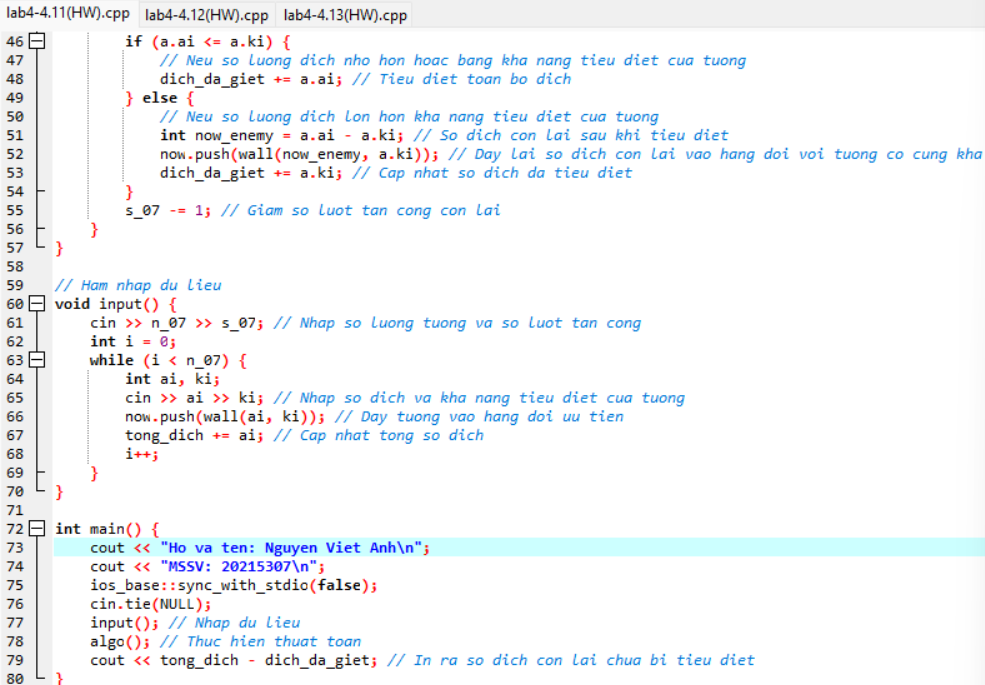 lab4-4.11(HW).cpp lab4-4.12(HW).cpp lab4-4.13(HW).cpp
46 if (a.ai <= a.ki) {
47 // Neu so luong dich nho hon hoac bang kha nang tieu diet cua tuong
48 dich_da_giet += a.ai; // Tieu diet toan bo dich
49 } else {
50 // Neu so luong dich lon hon kha nang tieu diet cua tuong
51 int now_enemy = a.ai - a.ki; // So dich con lai sau khi tieu diet
52 now.push(wall(now_enemy, a.ki)); // Day lai so dich con lai vao hang doi voi tuong co cung kha
53 dich_da_giet += a.ki; // Cap nhat so dich da tieu diet
54 }
55 s_07 -= 1; // Giam so luot tan cong con lai
56 }
57 }
58
59 // Ham nhap du lieu
60 void input() {
61 cin >> n_07 >> s_07; // Nhap so luong tuong va so luot tan cong
62 int i = 0;
63 while (i < n_07) {
64 int ai, ki;
65 cin >> ai >> ki; // Nhap so dich va kha nang tieu diet cua tuong
66 now.push(wall(ai, ki)); // Day tuong vao hang doi uu tien
67 tong_dich += ai; // Cap nhat tong so dich
68 i++;
69 }
70 }
71
72 int main() {
73 cout << "Ho va ten: Nguyen Viet Anh\n";
74 cout << "MSSV: 20215307\n";
75 ios_base::sync_with_stdio(false);
76 cin.tie(NULL);
77 input(); // Nhap du lieu
78 algo(); // Thuc hien thuat toan
79 cout << tong_dich - dich_da_giet; // In ra so dich con lai chua bi tieu diet
80 }